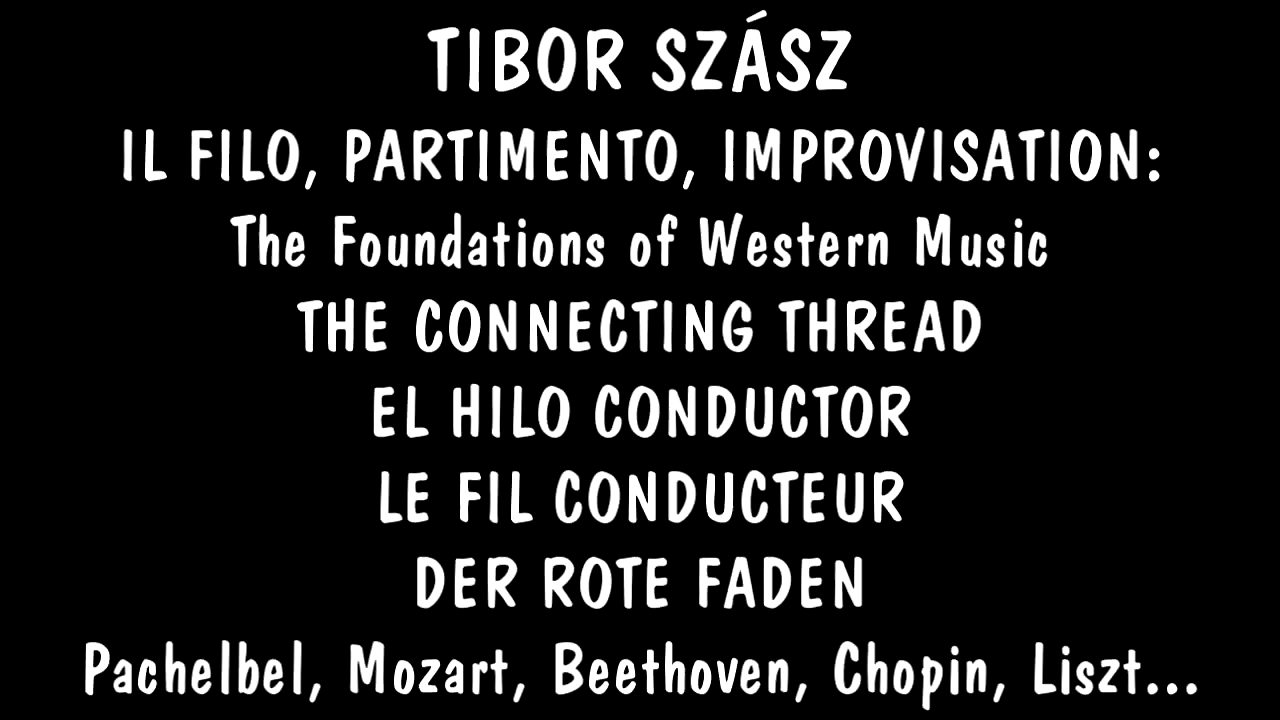 TIBOR SZÁSZ
IL FILO, PARTIMENTO, IMPROVISATION:
The Foundations of Western Music
THE CONNECTING THREAD
EL HILO CONDUCTOR
LE FIL CONDUCTEUR
DER ROTE FADEN
Pachelbel, Mozart, Beethoven, Chopin, Liszt...